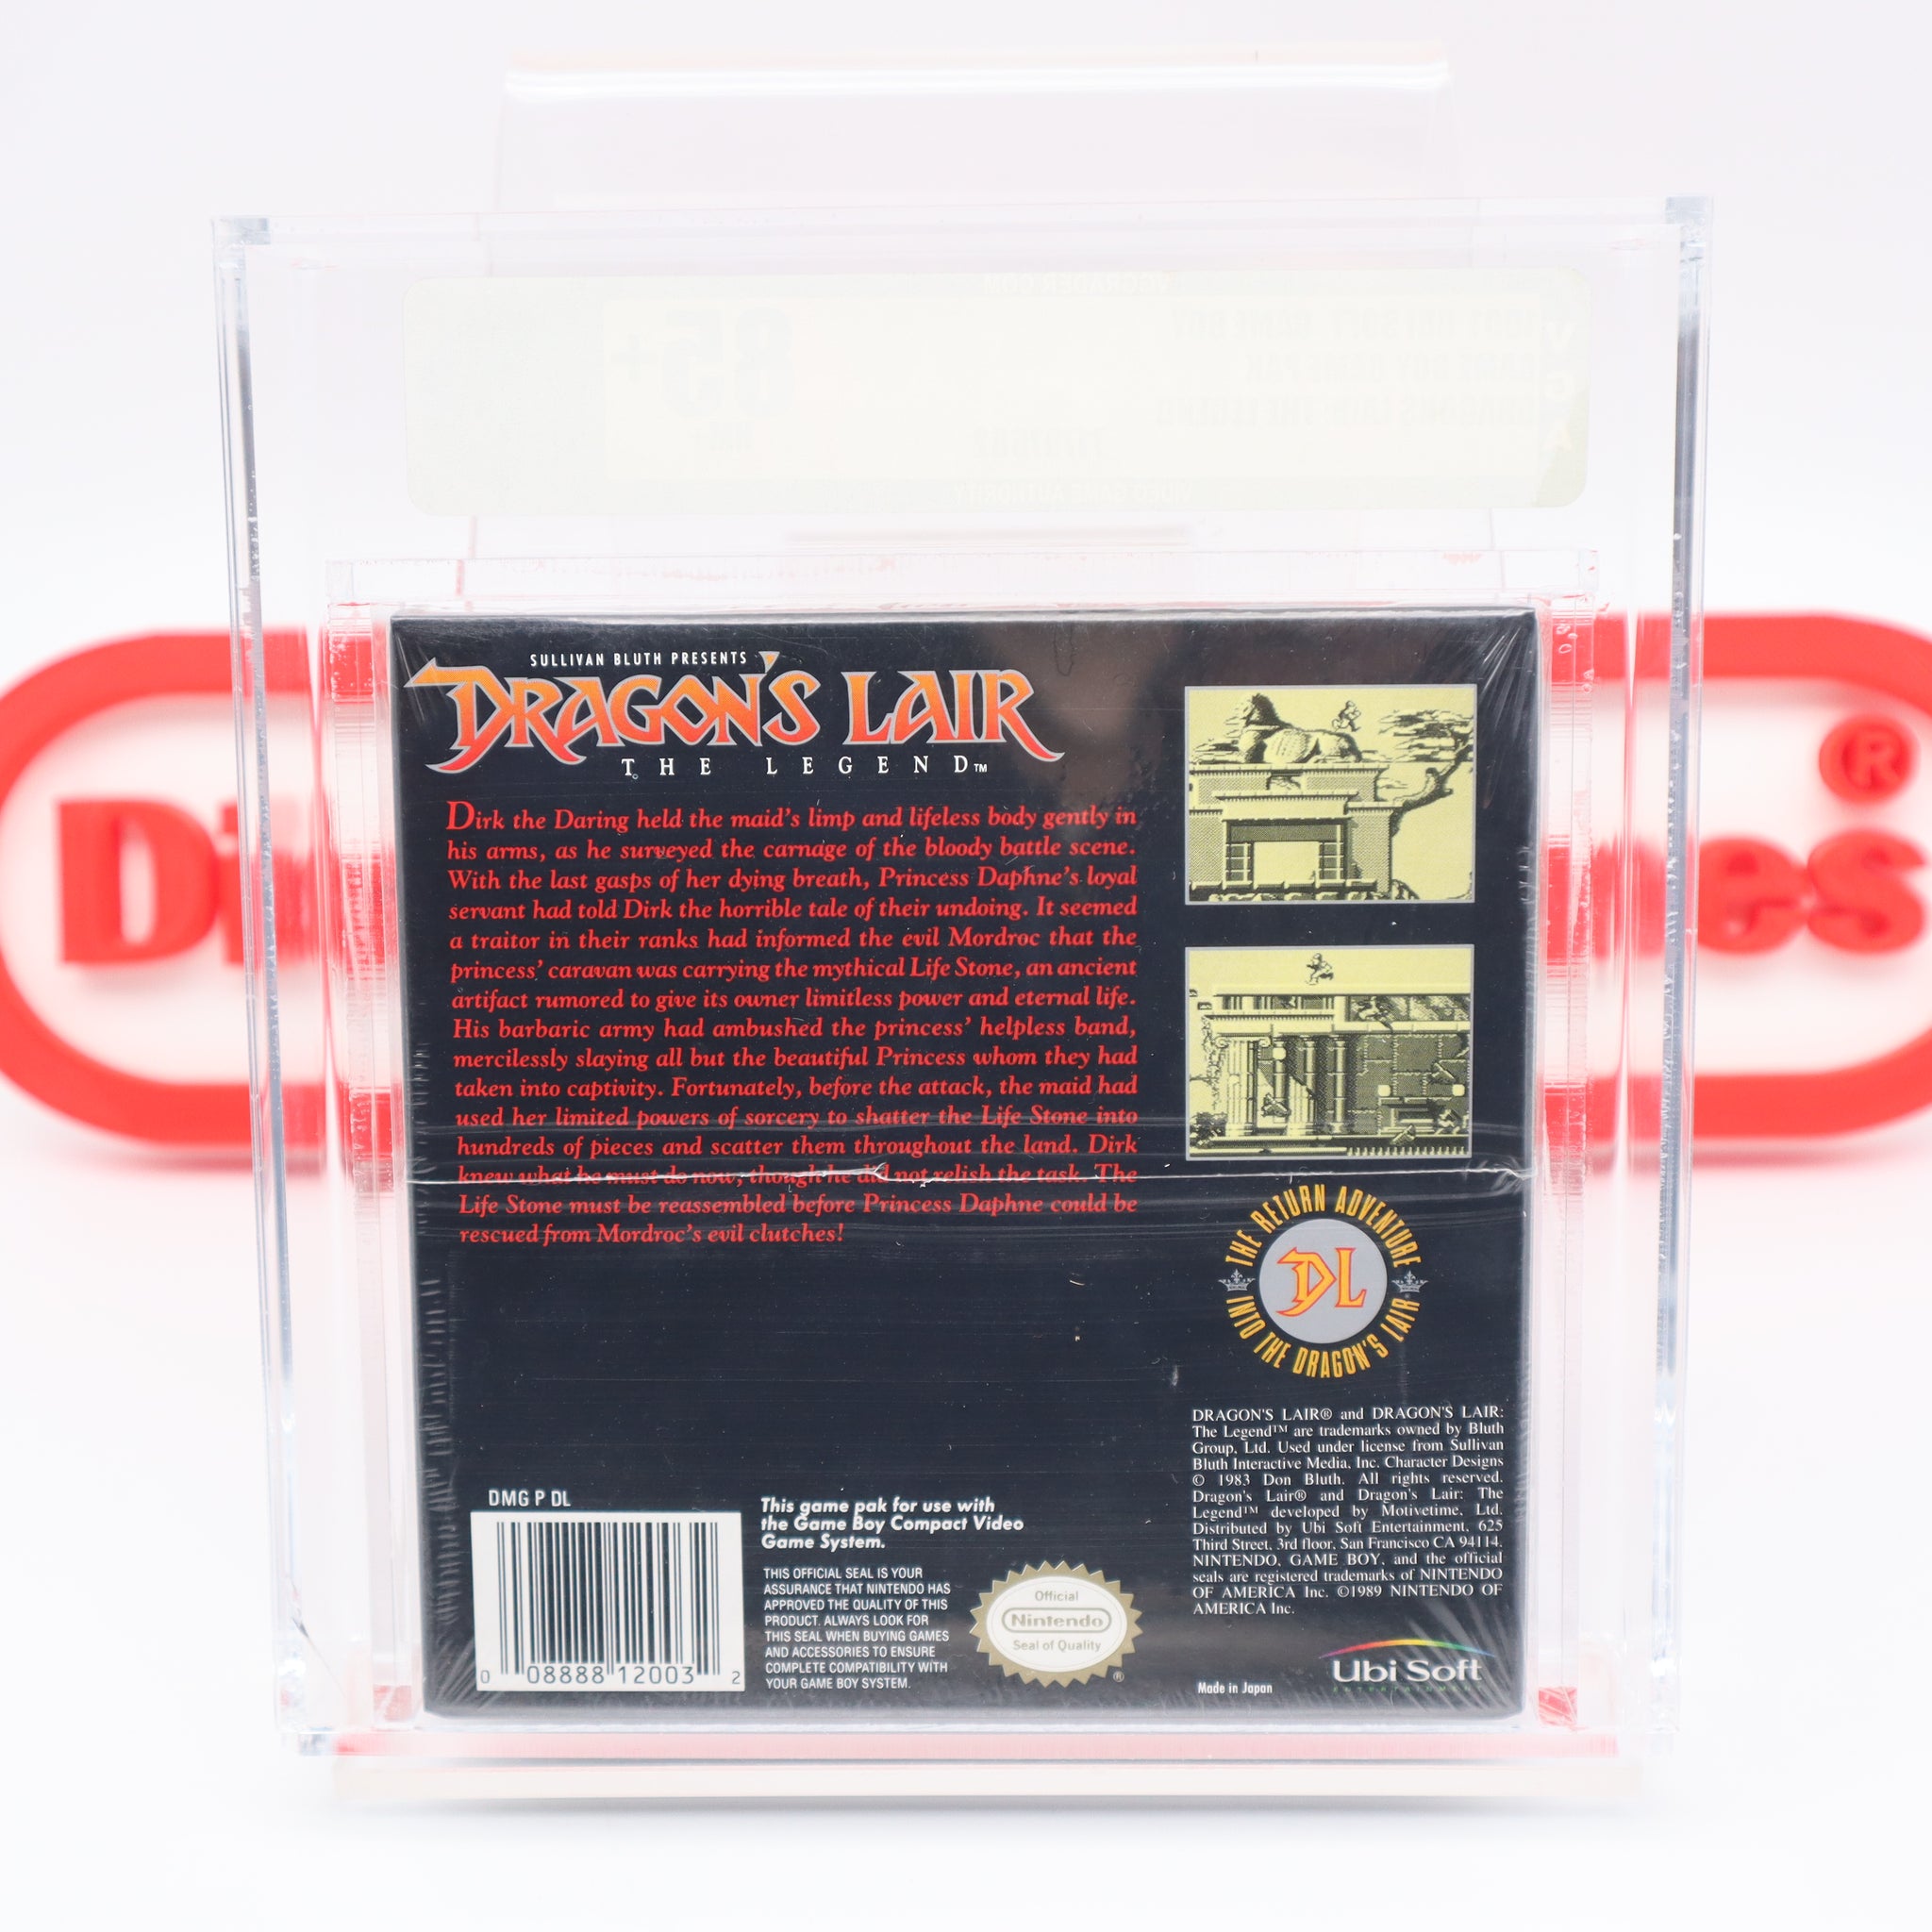 SULLIVAN BLUTH PRESENTS
DRAGON'S LAIR
THE LEGEND™
Dirk the Daring held the maid's limp and lifeless body gently in
his arms, as he surveyed the carnage of the bloody battle scene.
With the last gasps of her dying breath, Princess Daphne's loyal
servant had told Dirk the horrible tale of their undoing. It seemed
a traitor in their ranks had informed the evil Mordroc that the
princess' caravan was carrying the mythical Life Stone, an ancient
artifact rumored to give its owner limitless power and eternal life.
His barbaric army had ambushed the princess' helpless band,
mercilessly slaying all but the beautiful Princess whom they had
taken into captivity. Fortunately, before the attack, the maid had
used her limited powers of sorcery to shatter the Life Stone into
hundreds of pieces and scatter them throughout the land. Dirk
knew what he must do now, though he did not relish the task. The
Life Stone must be reassembled before Princess Daphne could be
rescued from Mordroc's evil clutches!
THE RETURN ADVENTURE
DL
INTO THE DRAGON'S LAIR®
DRAGON'S LAIR® and DRAGON'S LAIR:
The Legend™ are trademarks owned by Bluth
Group, Ltd. Used under license from Sullivan
Bluth Interactive Media, Inc. Character Designs
© 1983 Don Bluth. All rights reserved.
Dragon's Lair® and Dragon's Lair: The
Legend™ developed by Motivetime, Ltd.
Distributed by Ubi Soft Entertainment, 625
Third Street, 3rd floor, San Francisco CA 94114.
NINTENDO, GAME BOY, and the official
seals are registered trademarks of NINTENDO
OF AMERICA Inc. ©1989 NINTENDO OF
AMERICA Inc.
DMG P DL
0 08888 12003 2
This game pak for use with
the Game Boy Compact Video
Game System.
THIS OFFICIAL SEAL IS YOUR
ASSURANCE THAT NINTENDO HAS
APPROVED THE QUALITY OF THIS
PRODUCT. ALWAYS LOOK FOR
THIS SEAL WHEN BUYING GAMES
AND ACCESSORIES TO ENSURE
COMPLETE COMPATIBILITY WITH
YOUR GAME BOY SYSTEM.
Official
Nintendo
Seal of Quality
®
Made in Japan
Ubi Soft
ENTERTAINMENT